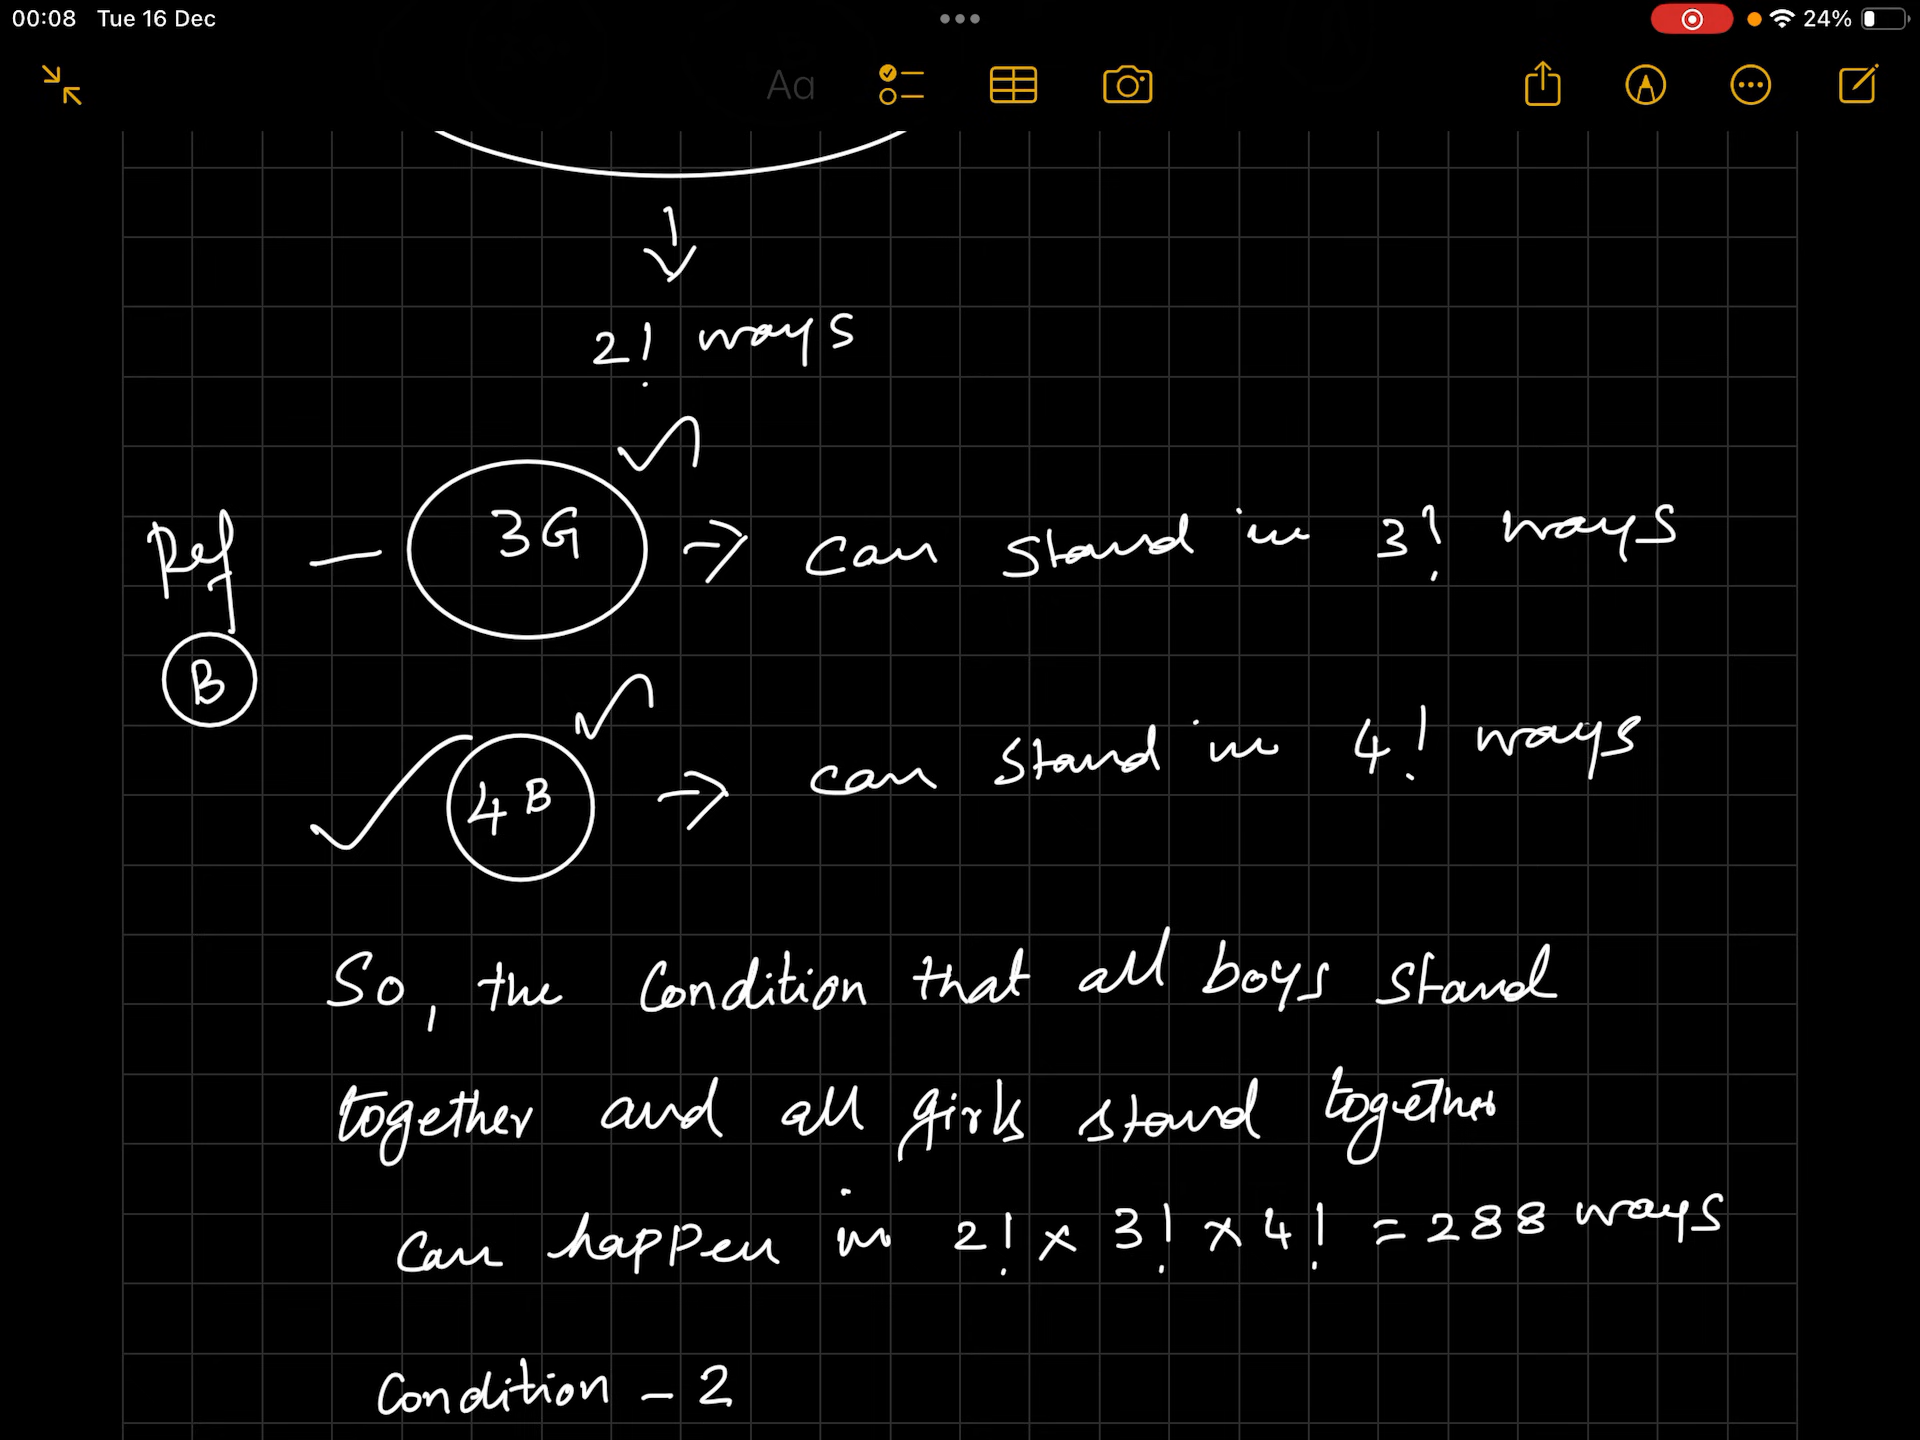 00:08 Tue 16 Dec
24%
Aa
2! ways
Ref — 3G → can stand in 3! ways
B
4B → can stand in 4! ways
So, the Condition that all boys stand
together and all girls stand together
can happen in 2! × 3! × 4! = 288 ways
Condition - 2